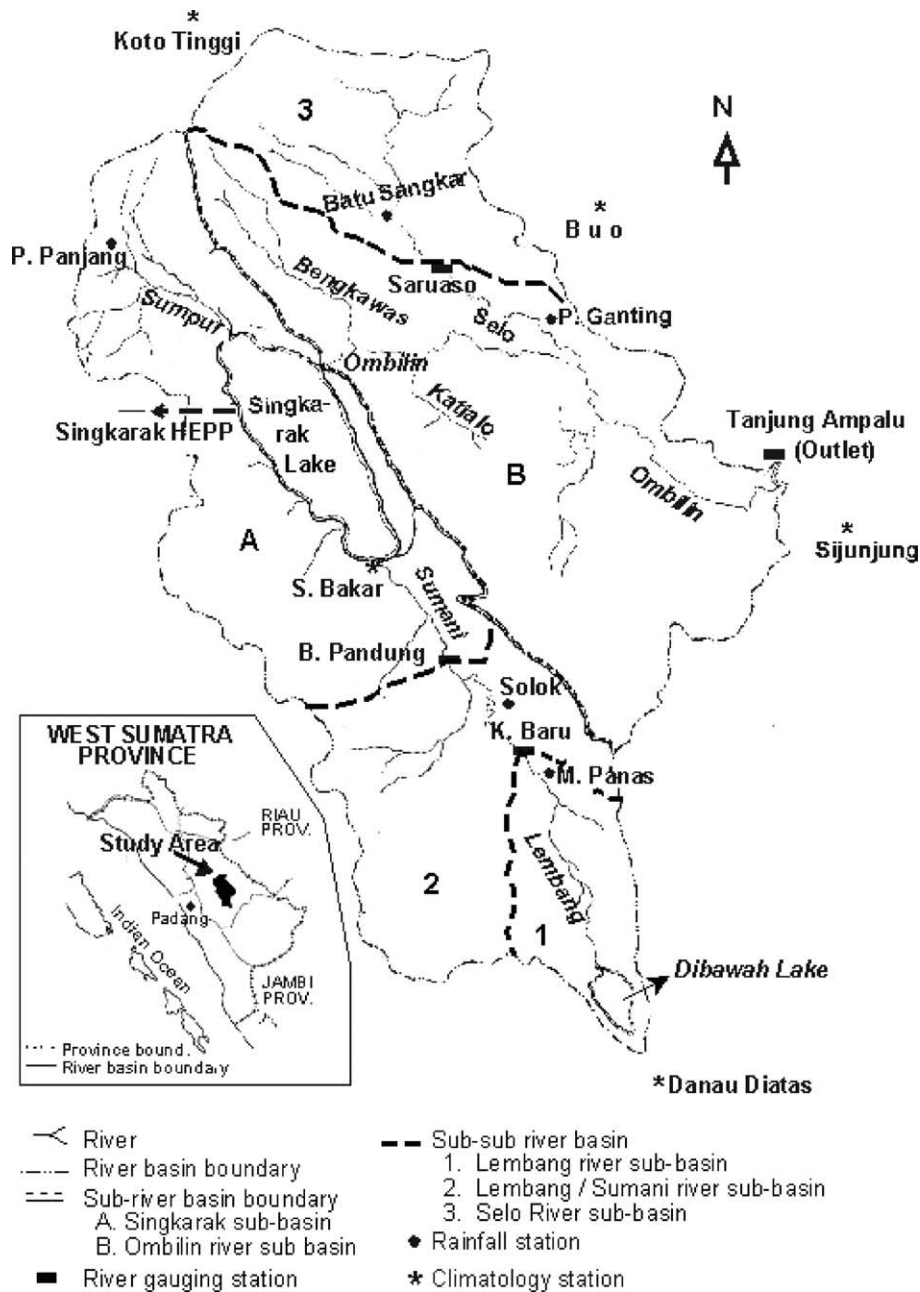 Koto Tinggi
3
N
Batu Sangkar
Buo
P. Panjang
Saruaso
Bengkawas
Selo
P. Ganting
Sumpur
Ombilin
Katialo
Singkarak HEPP
Singka-
rak
Lake
Tanjung Ampalu
(Outlet)
B
Ombilin
A
Sijunjung
S. Bakar
Sumani
B. Pandung
Solok
K. Baru
M. Panas
WEST SUMATRA
PROVINCE
RIAU
PROV.
Study Area
Padang
Indian Ocean
JAMBI
PROV.
Province bound.
River basin boundary
Lembang
2
1
Dibawah Lake
Danau Diatas
River
River basin boundary
Sub-river basin boundary
A. Singkarak sub-basin
B. Ombilin river sub basin
River gauging station
Sub-sub river basin
1. Lembang river sub-basin
2. Lembang / Sumani river sub-basin
3. Selo River sub-basin
Rainfall station
Climatology station